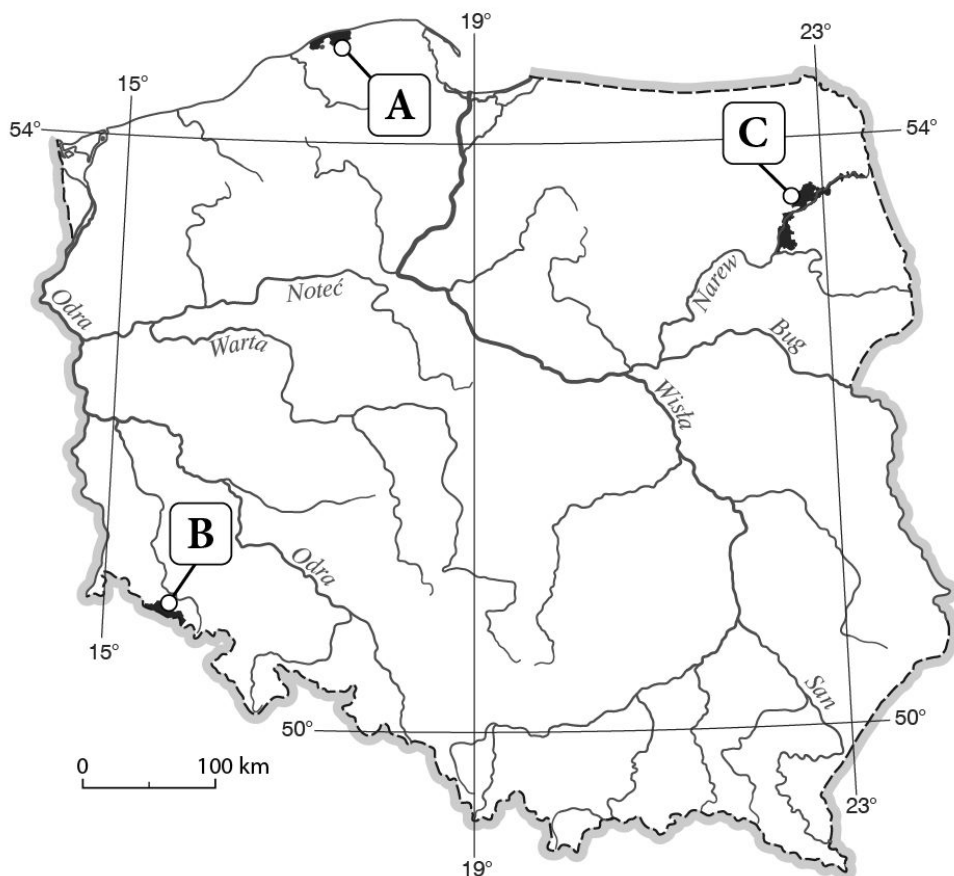 19°
23°
15°
A
54°
54°
C
Odra
Noteć
Narew
Warta
Bug
Wisła
B
Odra
15°
San
50°
50°
0 100 km
23°
19°